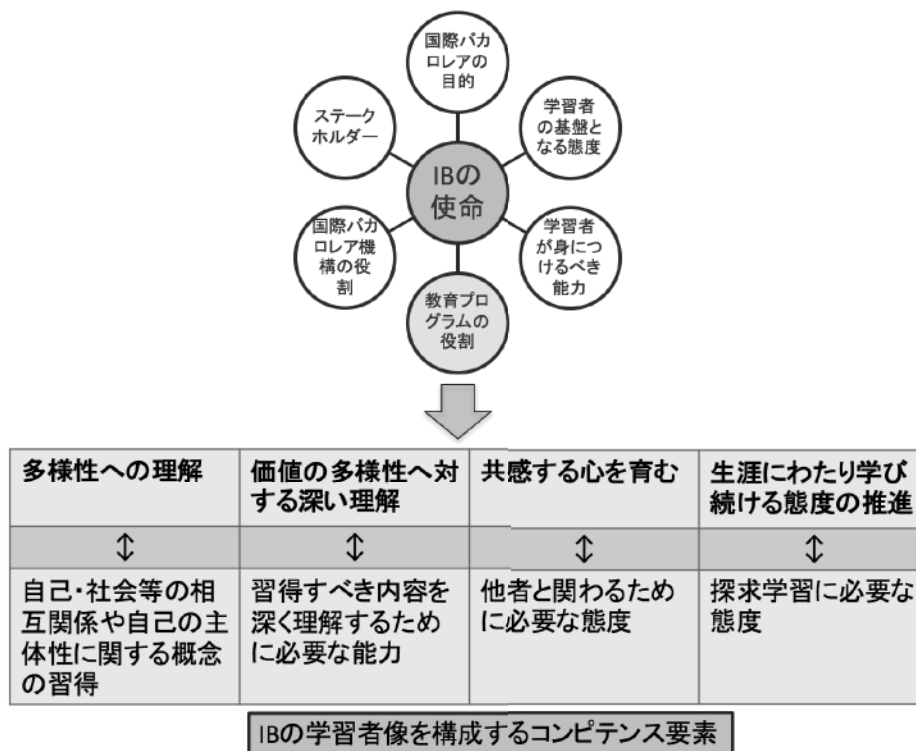 国際バカ
ロレアの
目的
ステーク
ホルダー
学習者
の基盤と
なる態度
IBの
使命
国際バカ
ロレア機
構の役
割
学習者
が身につ
けるべき
能力
教育プロ
グラムの
役割
多様性への理解
価値の多様性へ対
する深い理解
共感する心を育む
生涯にわたり学び
続ける態度の推進
↕
↕
↕
↕
自己・社会等の相
互関係や自己の主
体性に関する概念
の習得
習得すべき内容を
深く理解するため
に必要な能力
他者と関わるため
に必要な態度
探求学習に必要な
態度
IBの学習者像を構成するコンピテンス要素